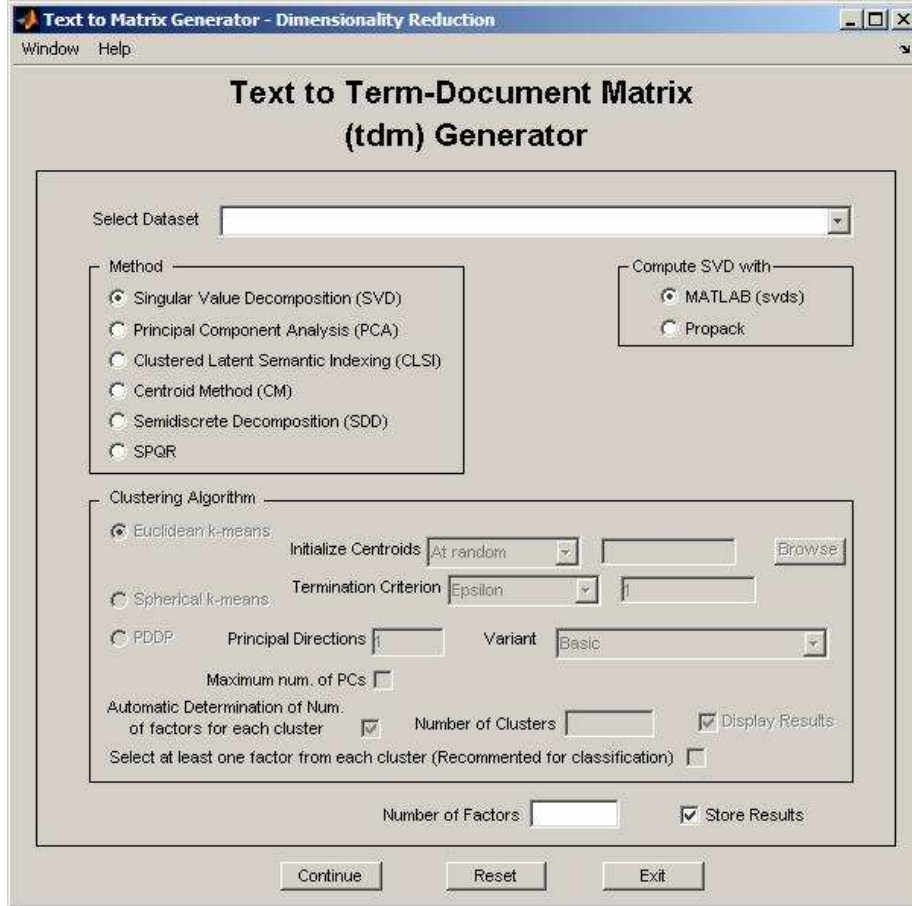 Text to Matrix Generator - Dimensionality Reduction
Window Help
Text to Term-Document Matrix
(tdm) Generator
Select Dataset
Method
Singular Value Decomposition (SVD)
Principal Component Analysis (PCA)
Clustered Latent Semantic Indexing (CLSI)
Centroid Method (CM)
Semidiscrete Decomposition (SDD)
SPQR
Compute SVD with
MATLAB (svds)
Propack
Clustering Algorithm
Euclidean k-means
Initialize Centroids At random Browse
Spherical k-means
Termination Criterion Epsilon 1
PDDP Principal Directions 1 Variant Basic
Maximum num. of PCs
Automatic Determination of Num.
of factors for each cluster
Number of Clusters Display Results
Select at least one factor from each cluster (Recommented for classification)
Number of Factors Store Results
Continue Reset Exit